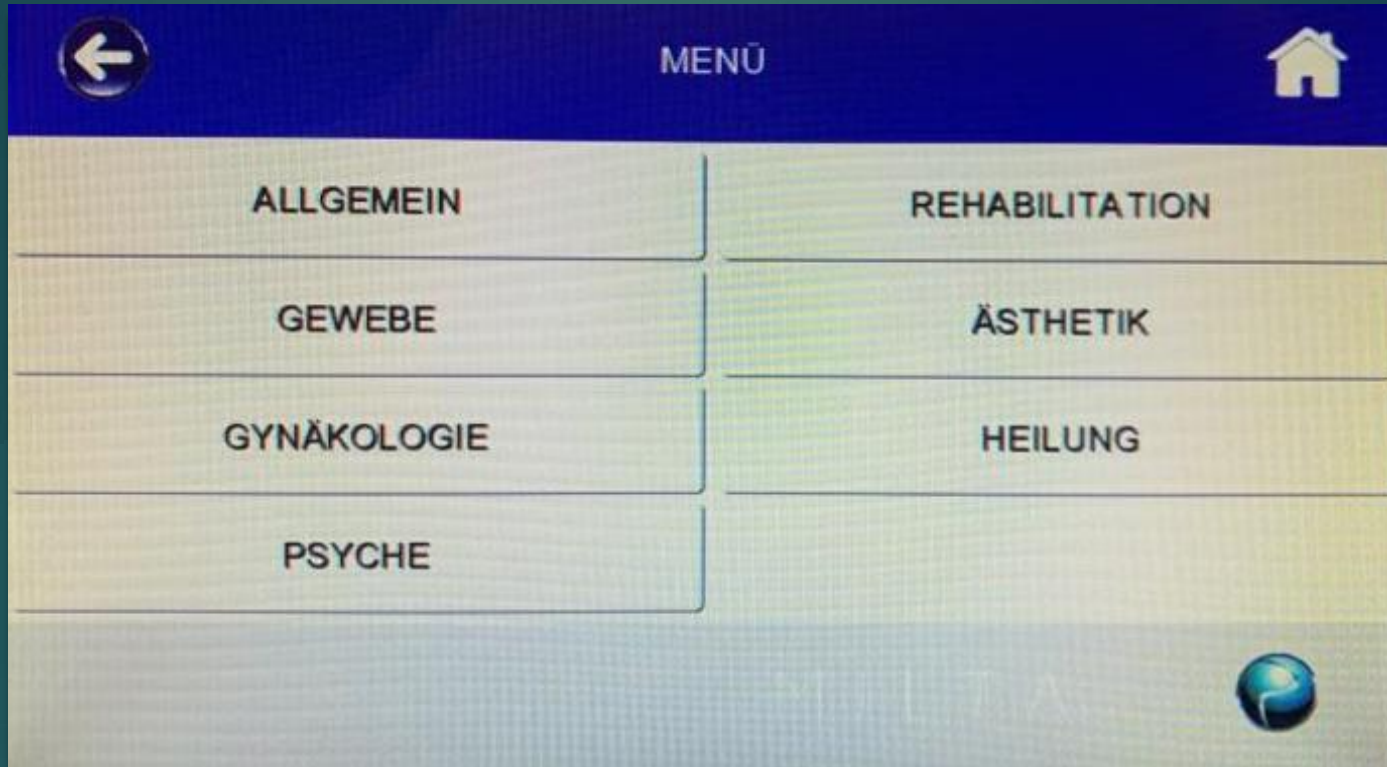 MENÜ
ALLGEMEIN
REHABILITATION
GEWEBE
ÄSTHETIK
GYNÄKOLOGIE
HEILUNG
PSYCHE